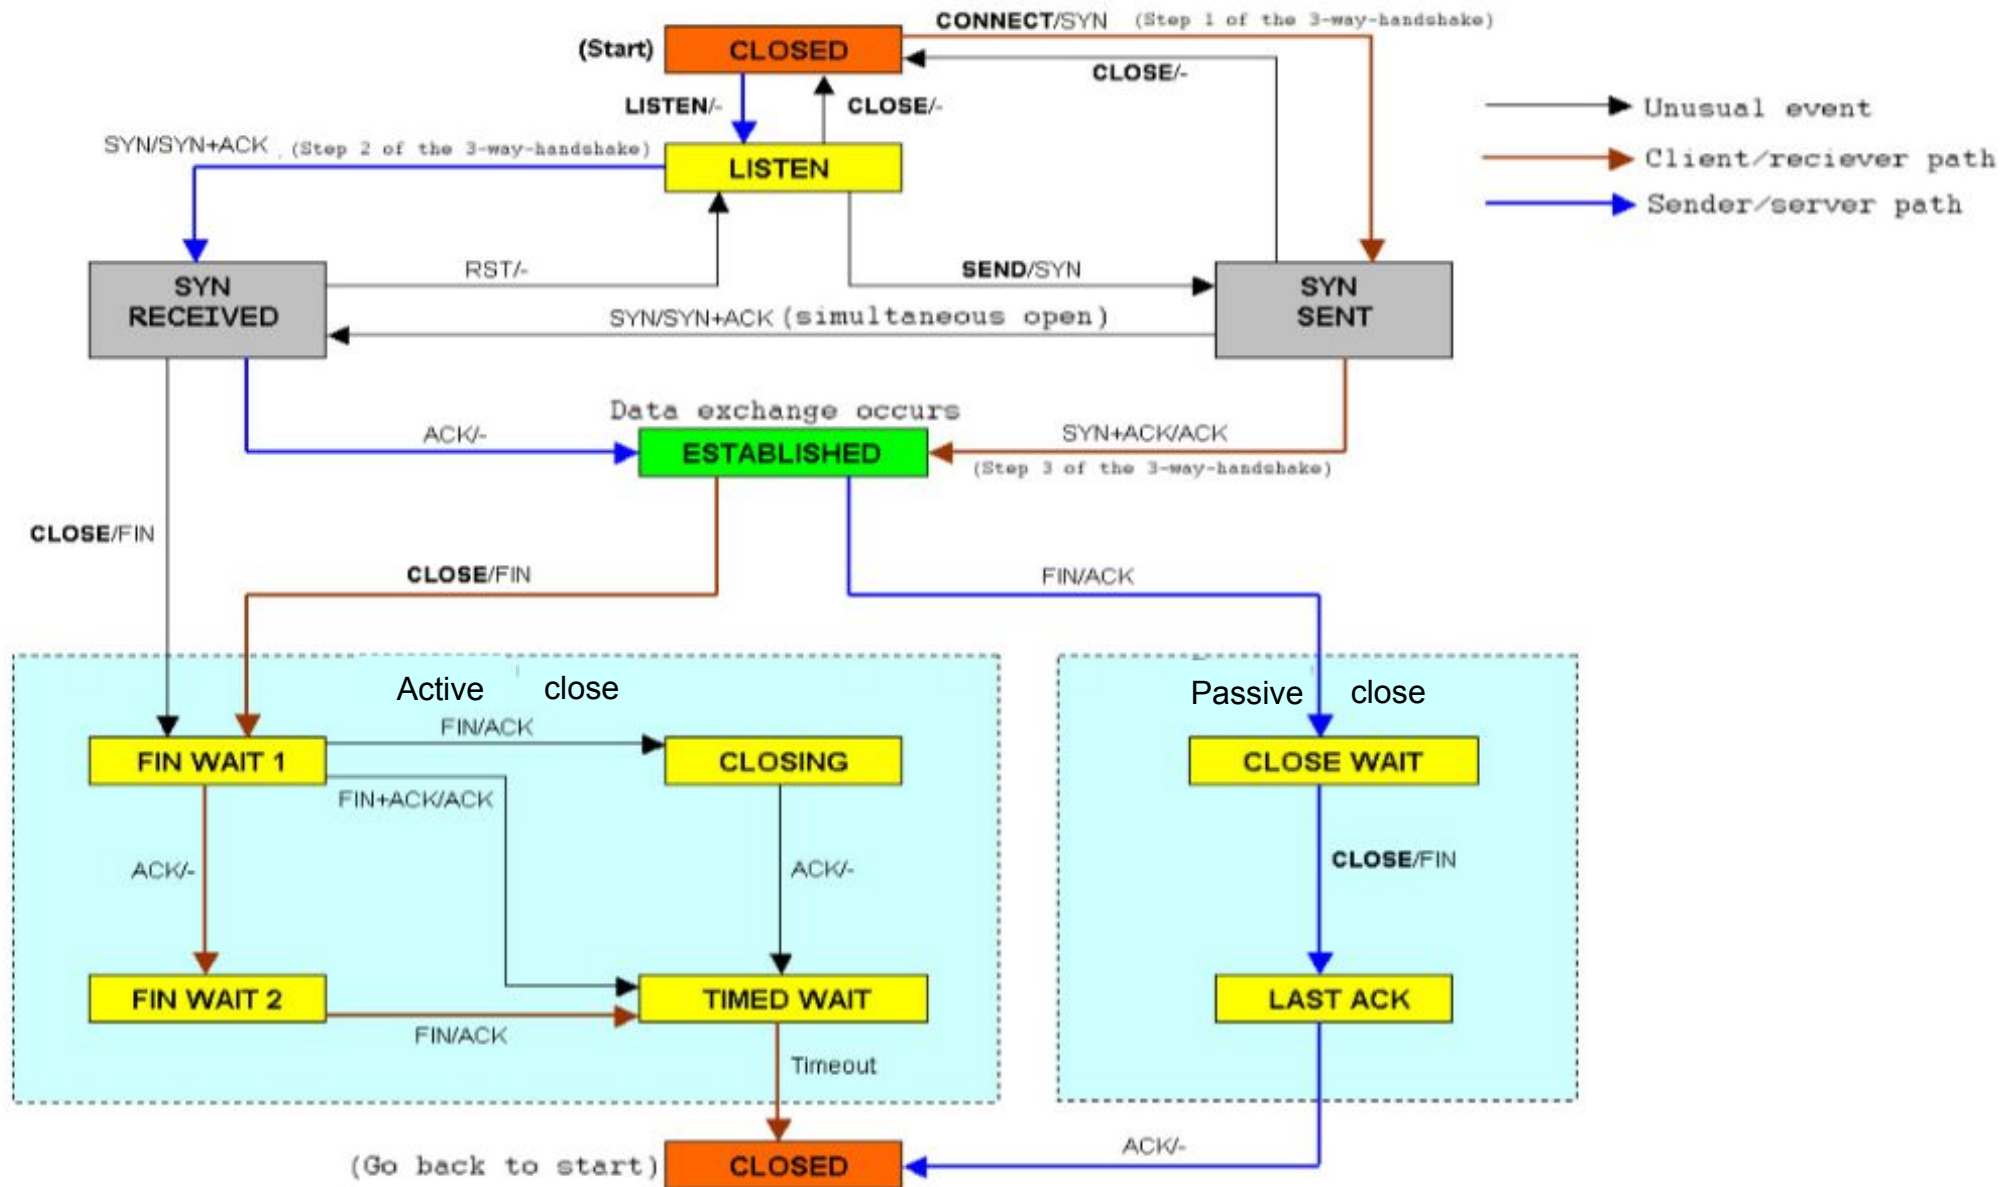 CONNECT/SYN (Step 1 of the 3-way-handshake)
(Start) CLOSED
CLOSE/-
LISTEN/- CLOSE/-
Unusual event
SYN/SYN+ACK (Step 2 of the 3-way-handshake)
LISTEN
Client/reciever path
Sender/server path
RST/-
SEND/SYN
SYN
RECEIVED
SYN
SENT
SYN/SYN+ACK (simultaneous open)
Data exchange occurs
ACK/-
ESTABLISHED
SYN+ACK/ACK
(Step 3 of the 3-way-handshake)
CLOSE/FIN
CLOSE/FIN
FIN/ACK
Active close
Passive close
FIN/ACK
FIN WAIT 1
CLOSING
CLOSE WAIT
FIN+ACK/ACK
ACK/-
ACK/-
CLOSE/FIN
FIN WAIT 2
TIMED WAIT
LAST ACK
FIN/ACK
Timeout
ACK/-
(Go back to start) CLOSED